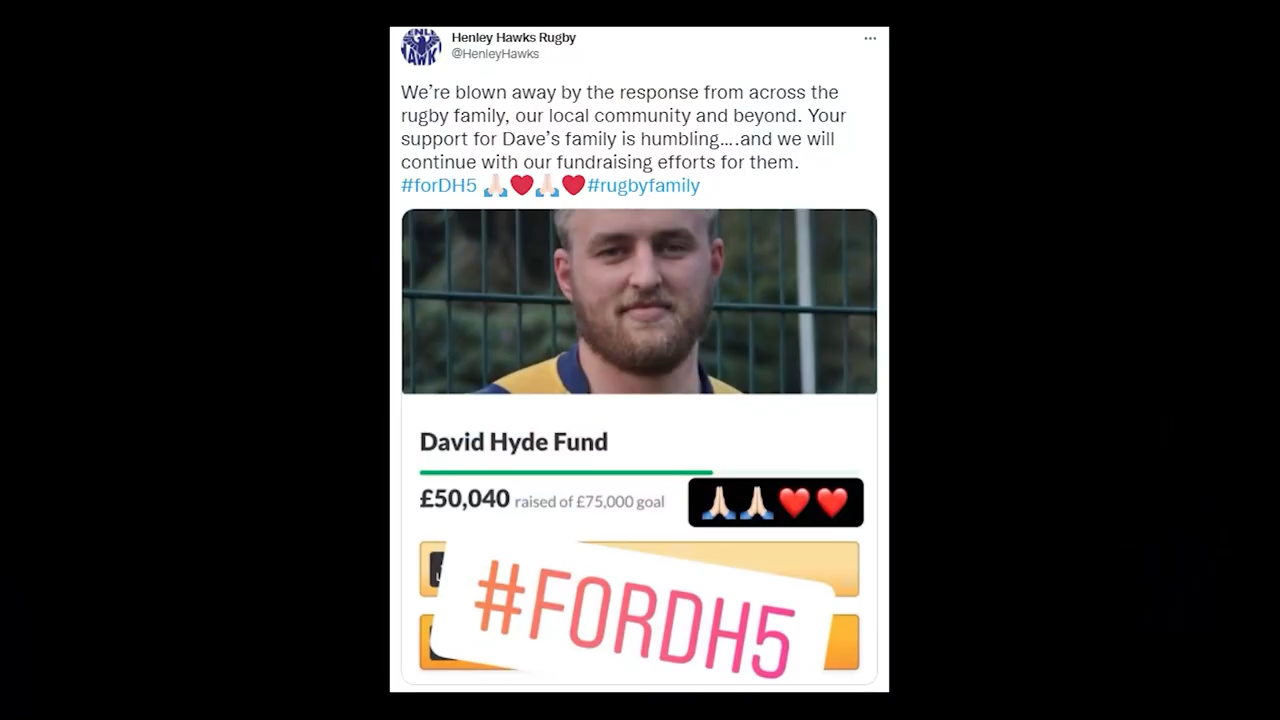 Henley Hawks Rugby
@HenleyHawks
We're blown away by the response from across the
rugby family, our local community and beyond. Your
support for Dave's family is humbling....and we will
continue with our fundraising efforts for them.
#forDH5 🙏🏻❤️🙏🏻❤️#rugbyfamily
David Hyde Fund
£50,040 raised of £75,000 goal
🙏🏻🙏🏻❤️❤️
#FORDH5